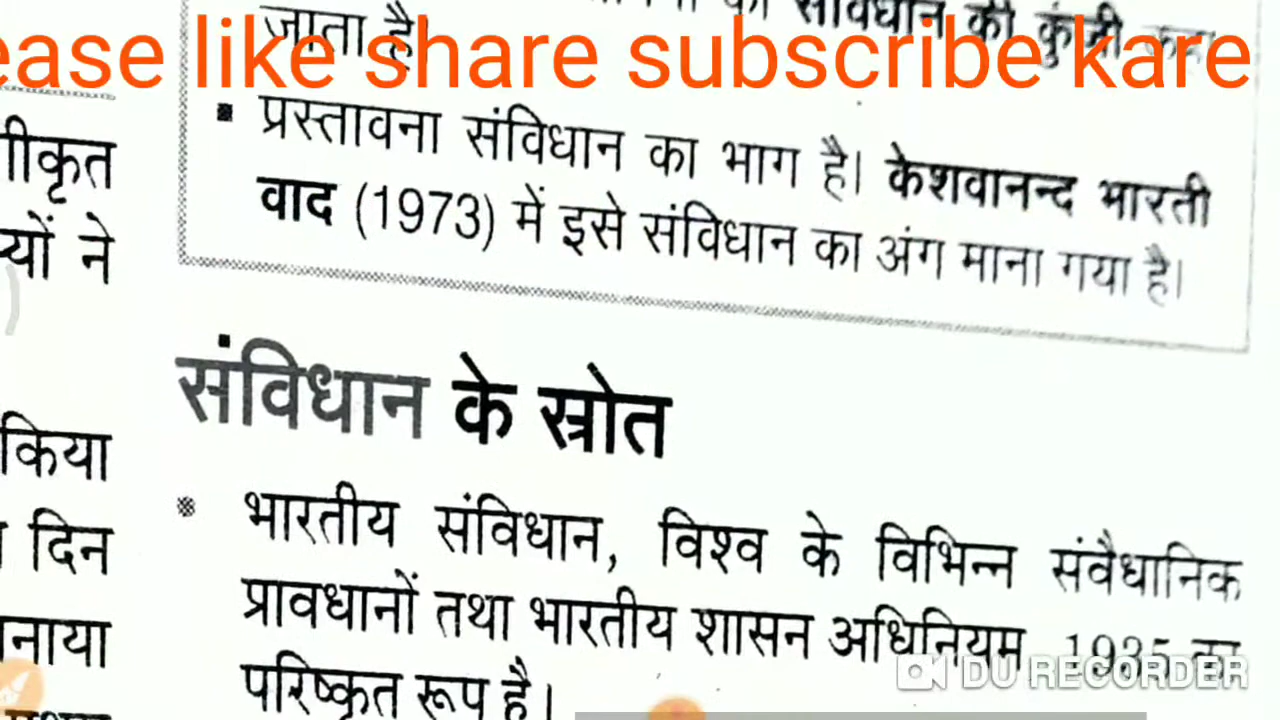 संविधान की कुंजी
जाता है।
ease like share subscribe kare
▪ प्रस्तावना संविधान का भाग है। केशवानन्द भारती
वाद (1973) में इसे संविधान का अंग माना गया है।
गीकृत
यों ने
संविधान के स्रोत
किया
दिन
नाया
भारतीय संविधान, विश्व के विभिन्न संवैधानिक
प्रावधानों तथा भारतीय शासन अधिनियम 1935 का
परिष्कृत रूप है।
DU RECORDER